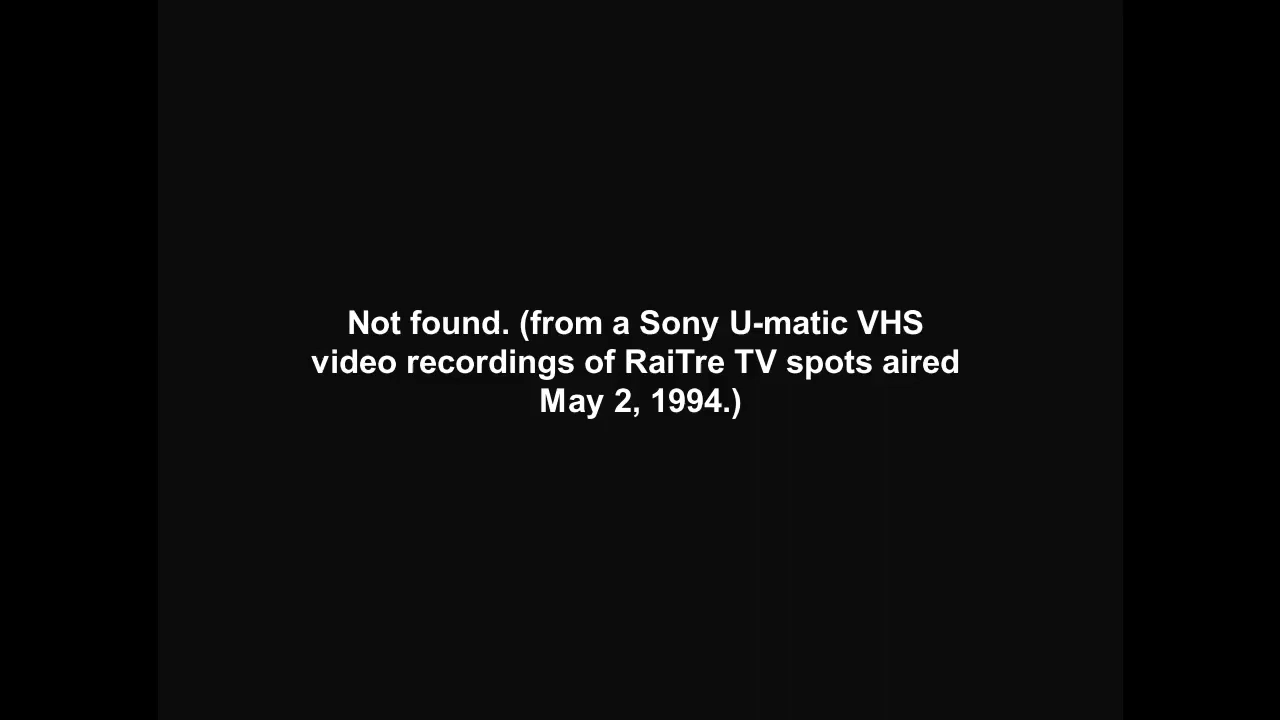 Not found. (from a Sony U-matic VHS
video recordings of RaiTre TV spots aired
May 2, 1994.)